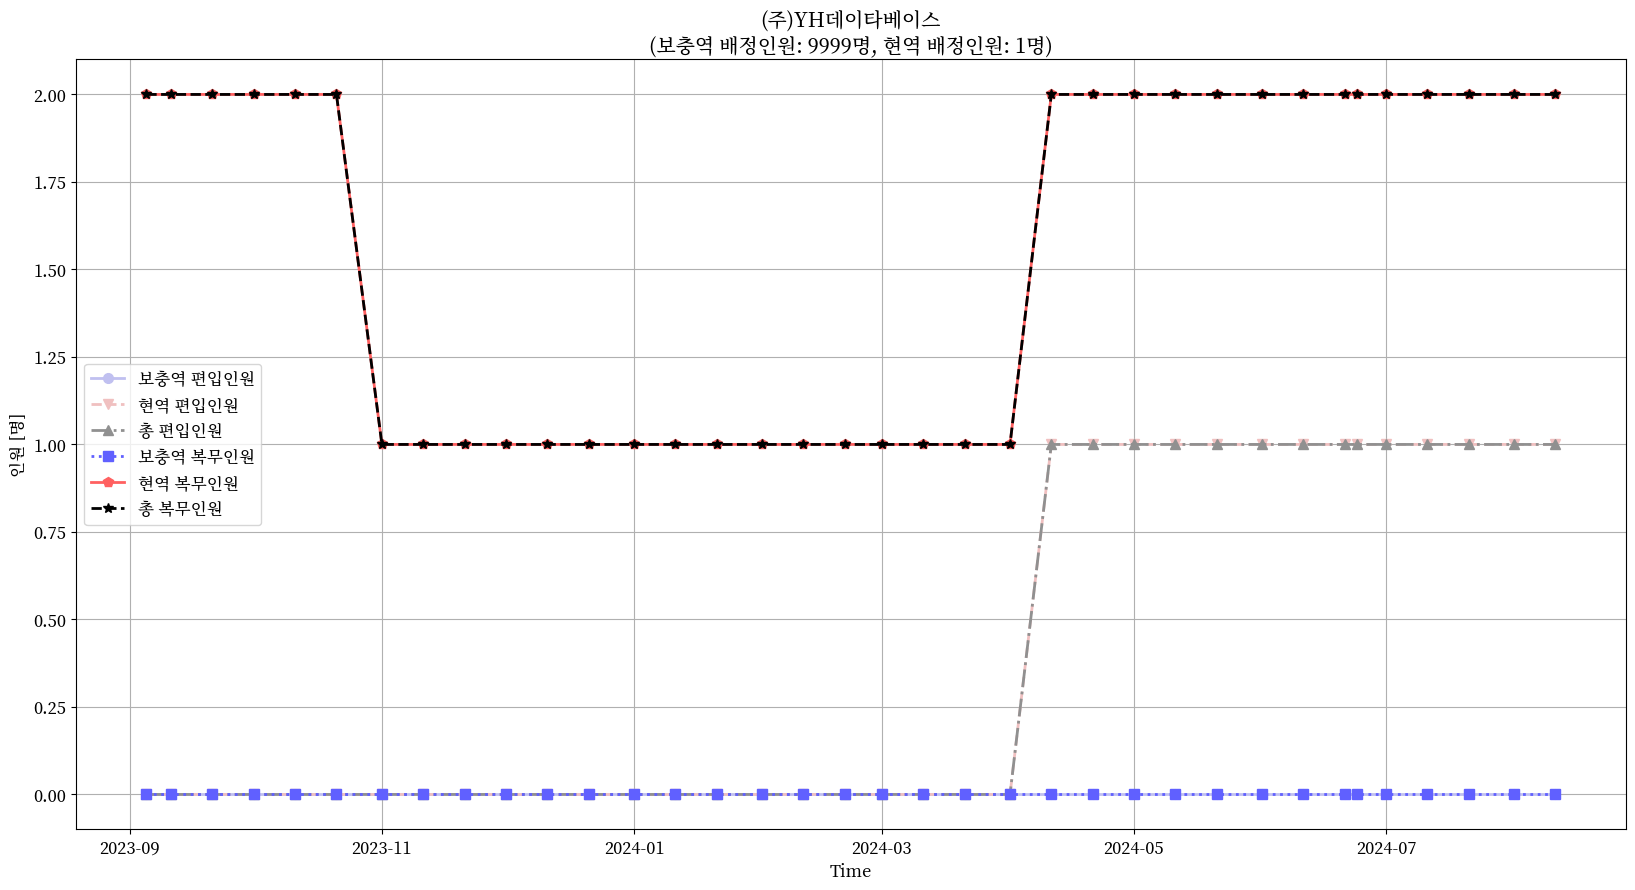 (주)YH데이타베이스
(보충역 배정인원: 9999명, 현역 배정인원: 1명)
2.00
1.75
1.50
1.25
1.00
0.75
0.50
0.25
0.00
인원 [명]
보충역 편입인원
현역 편입인원
총 편입인원
보충역 복무인원
현역 복무인원
총 복무인원
2023-09 2023-11 2024-01 2024-03 2024-05 2024-07
Time